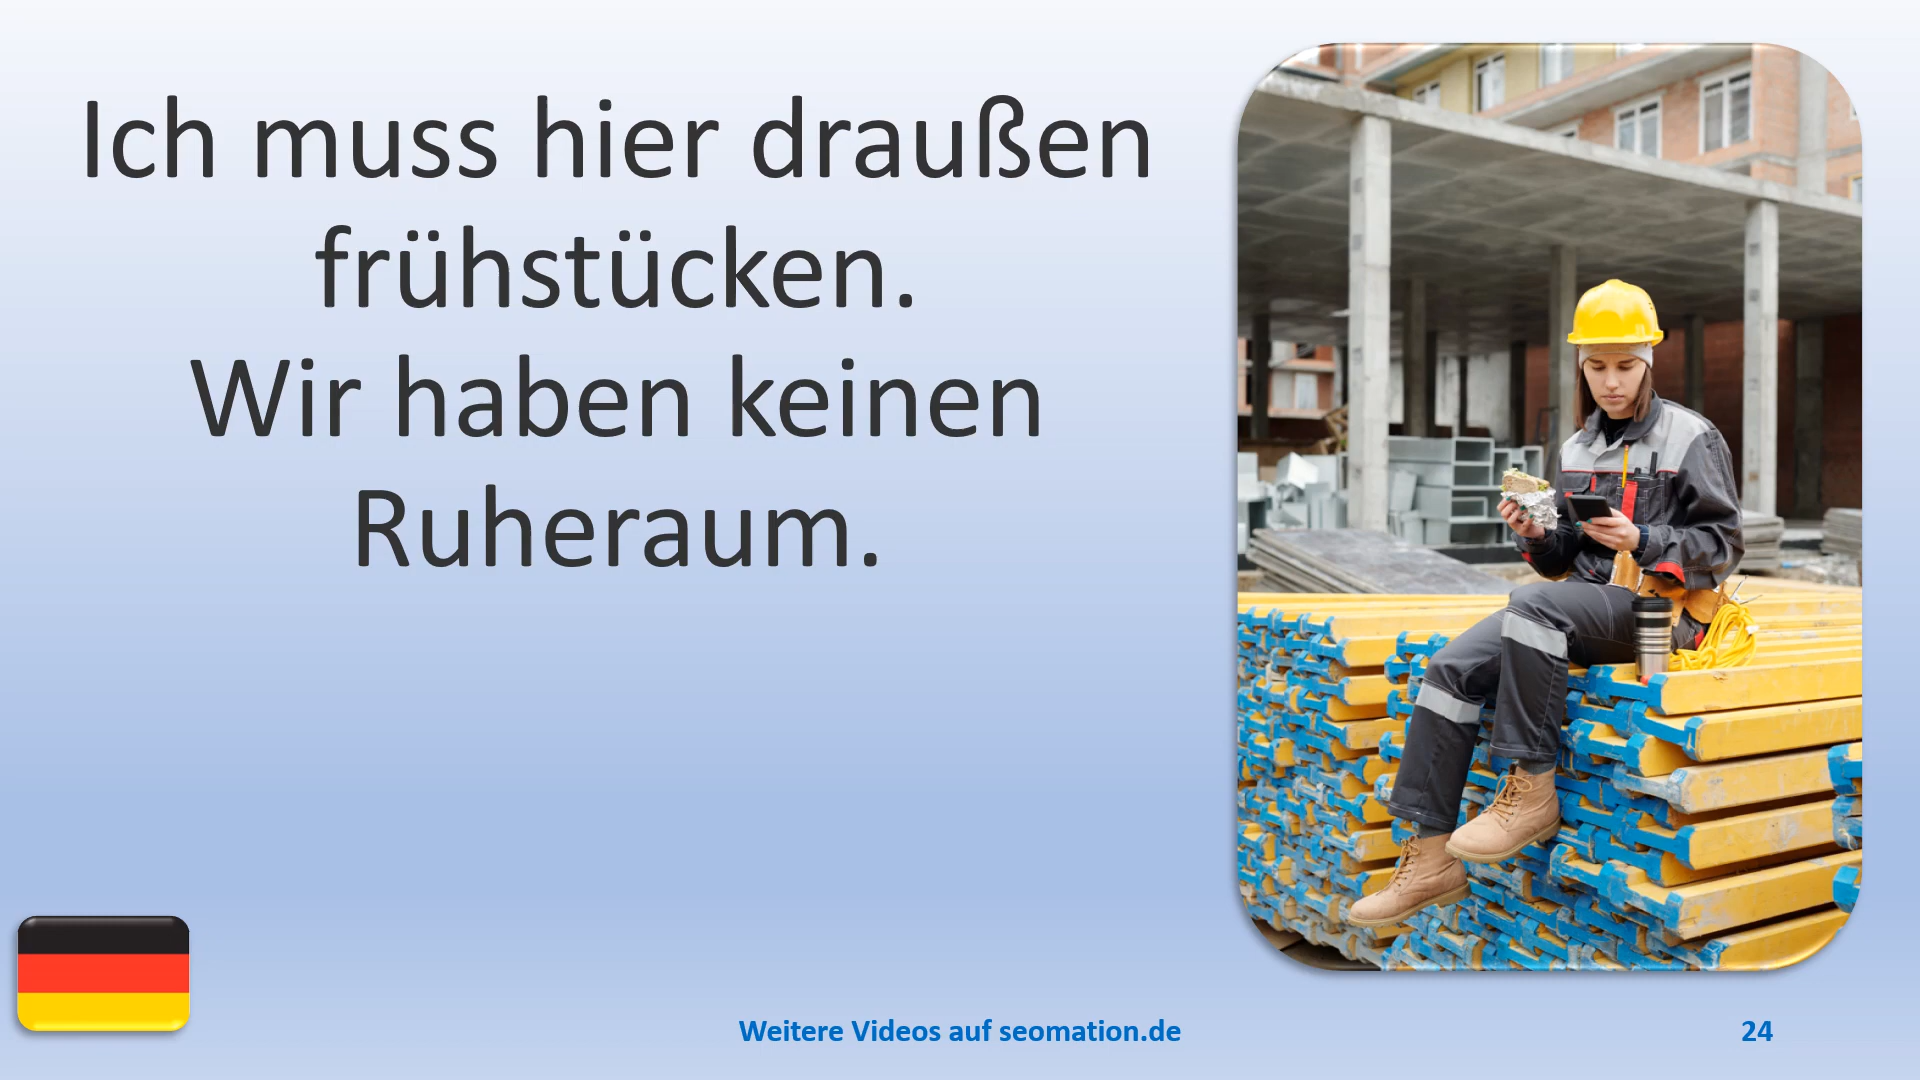 Ich muss hier draußen
frühstücken.
Wir haben keinen
Ruheraum.
Weitere Videos auf seomation.de
24